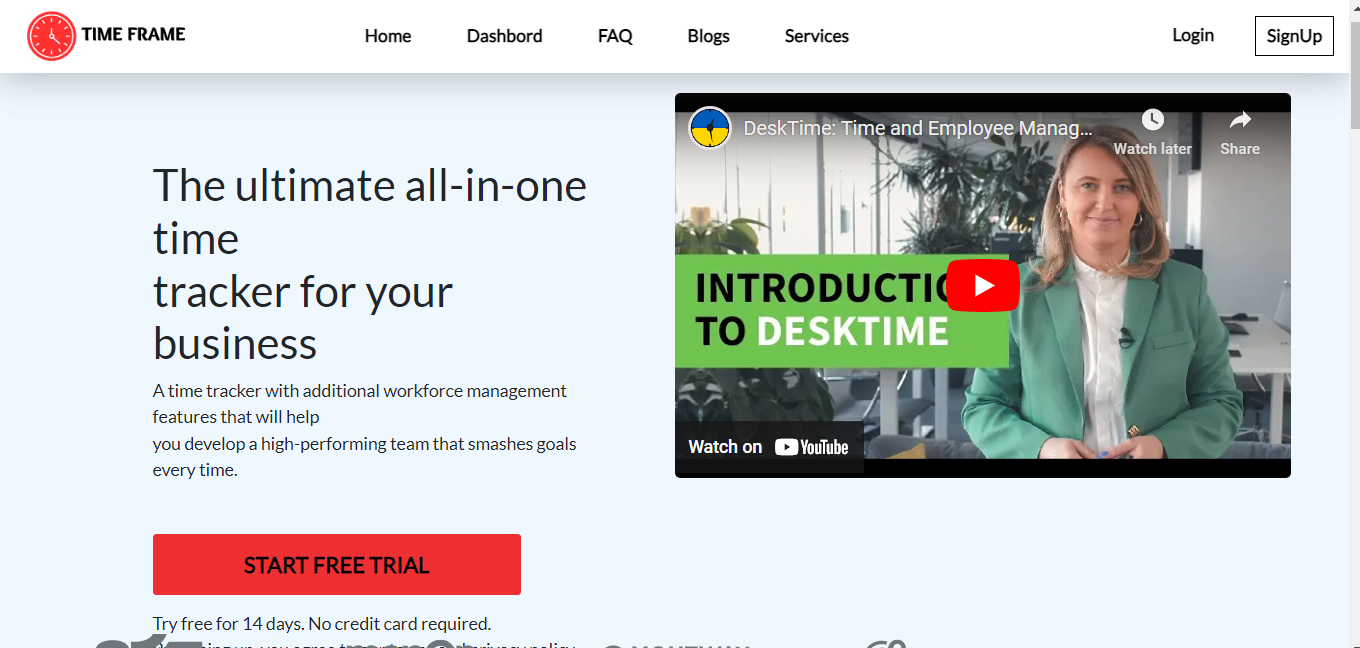 TIME FRAME
Home
Dashbord
FAQ
Blogs
Services
Login
SignUp
The ultimate all-in-one
time
tracker for your
business
A time tracker with additional workforce management
features that will help
you develop a high-performing team that smashes goals
every time.
START FREE TRIAL
Try free for 14 days. No credit card required.
DeskTime: Time and Employee Manag...
Watch later
Share
INTRODUCTIO
TO DESKTIME
Watch on YouTube